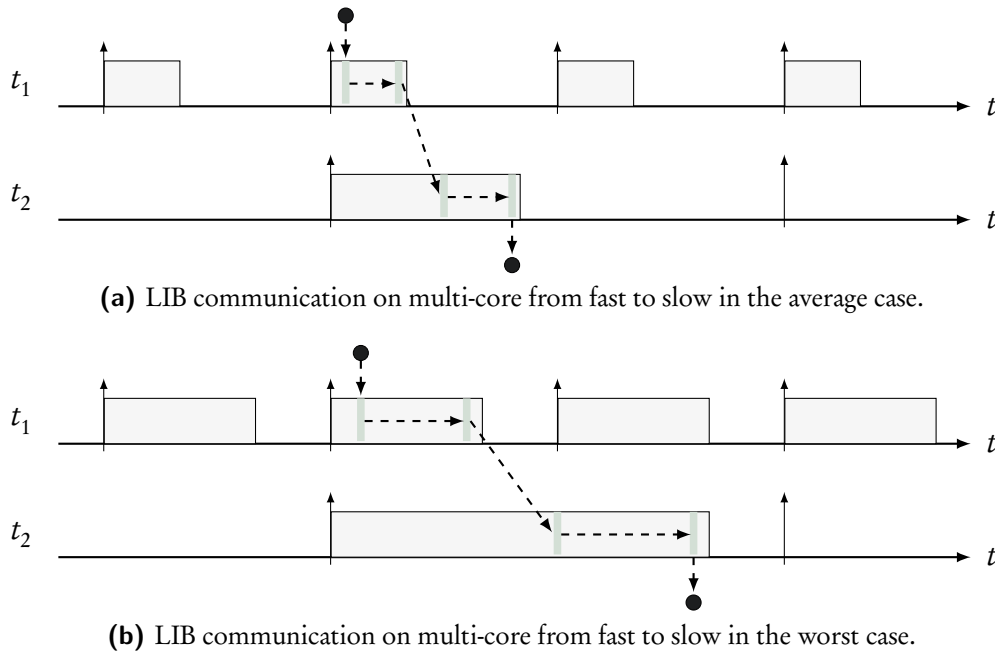 t₁
t
t₂
t
(a) LIB communication on multi-core from fast to slow in the average case.
t₁
t
t₂
t
(b) LIB communication on multi-core from fast to slow in the worst case.